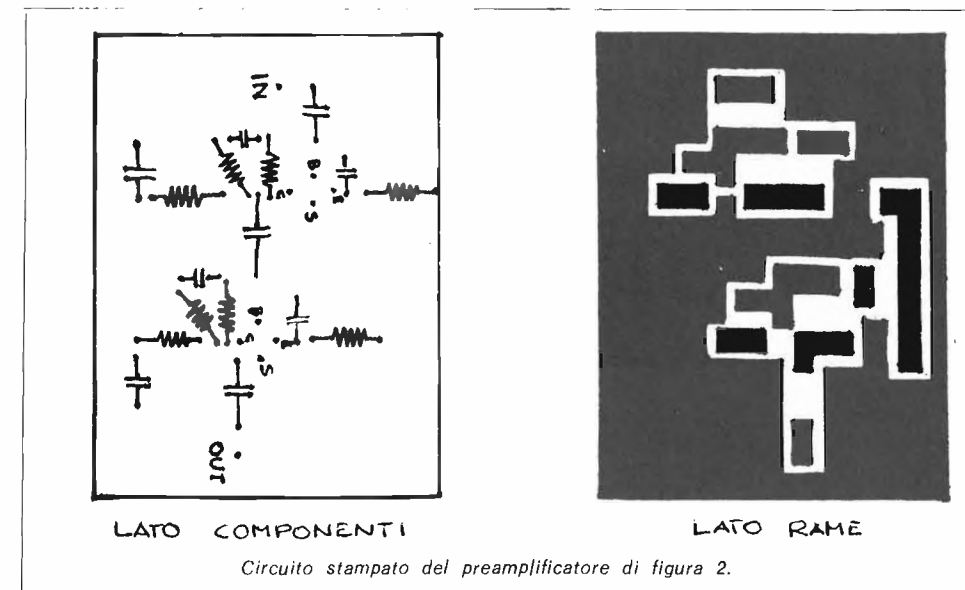 IN
B
C
S
E
B
C
E
S
OUT
LATO COMPONENTI
LATO RAME
Circuito stampato del preamplificatore di figura 2.